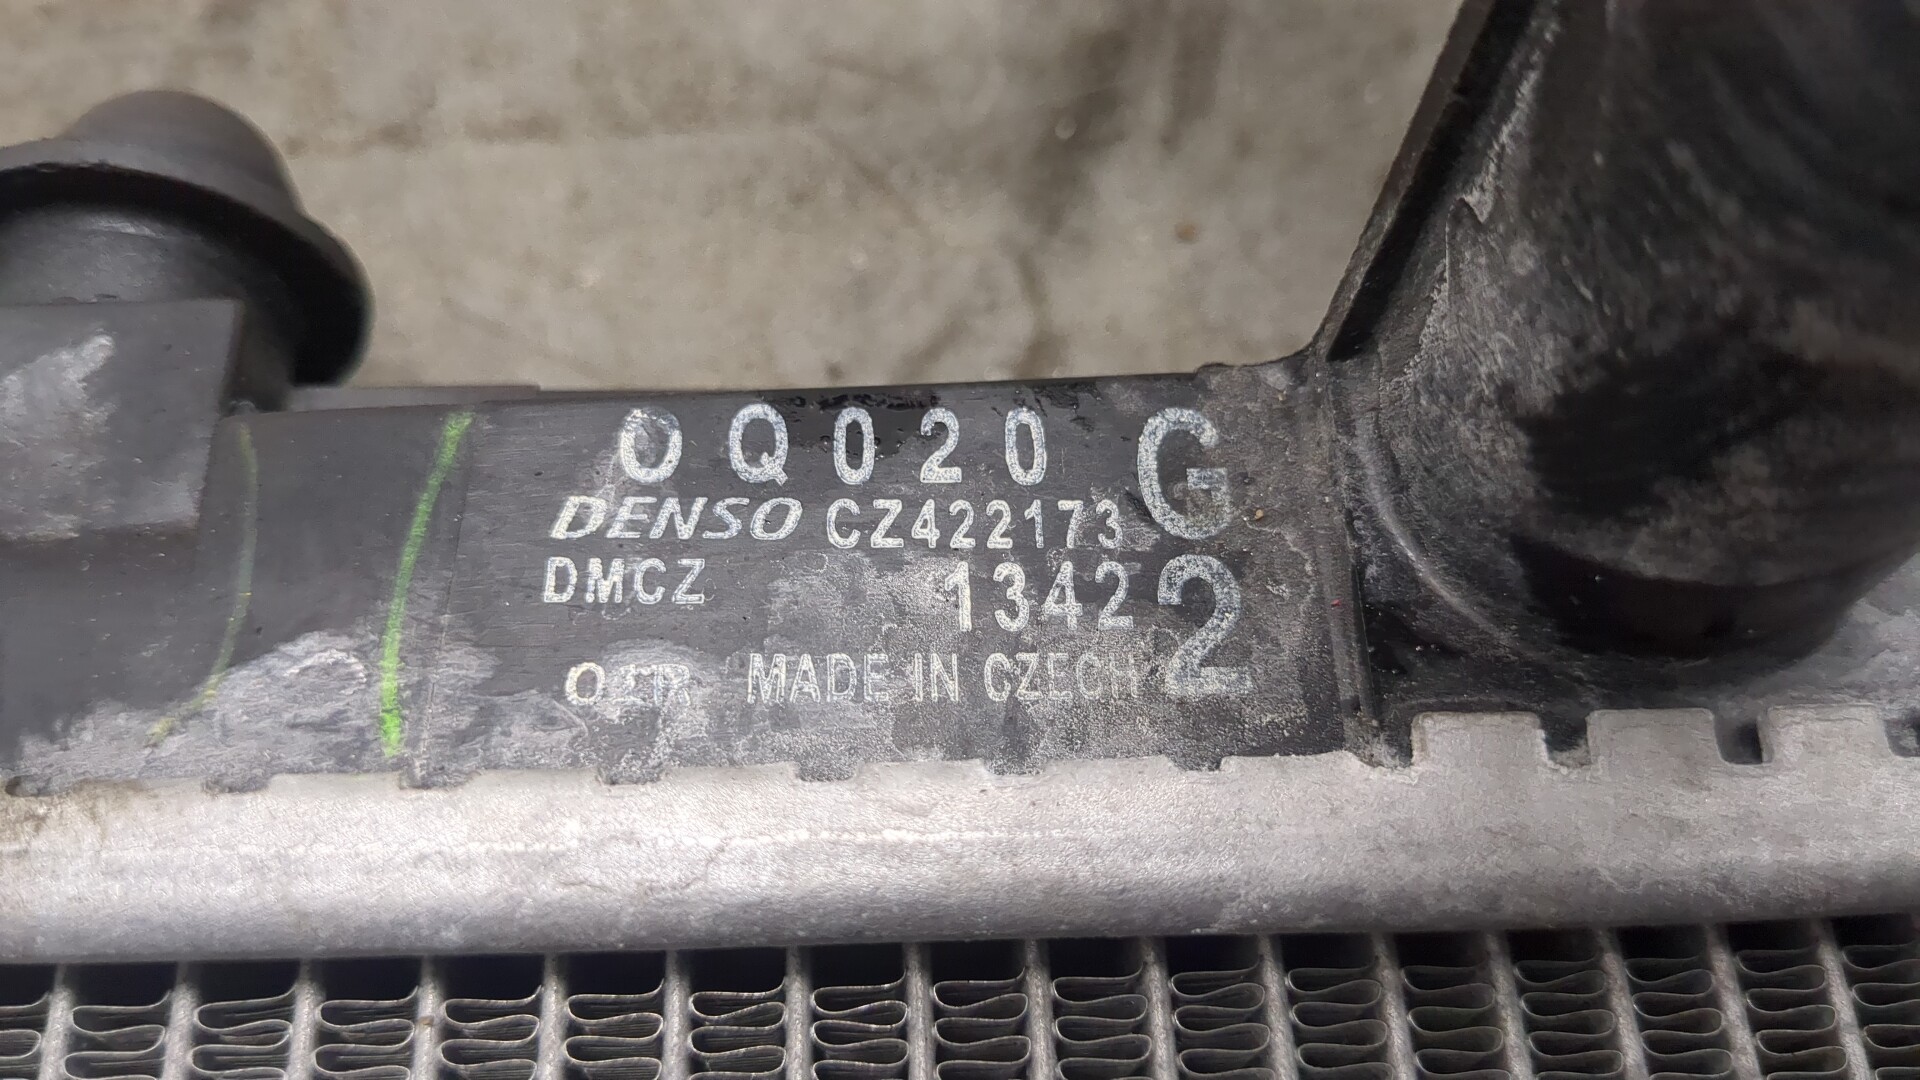 0Q020 G
DENSO CZ422173
DMCZ 1342 2
MADE IN CZECH